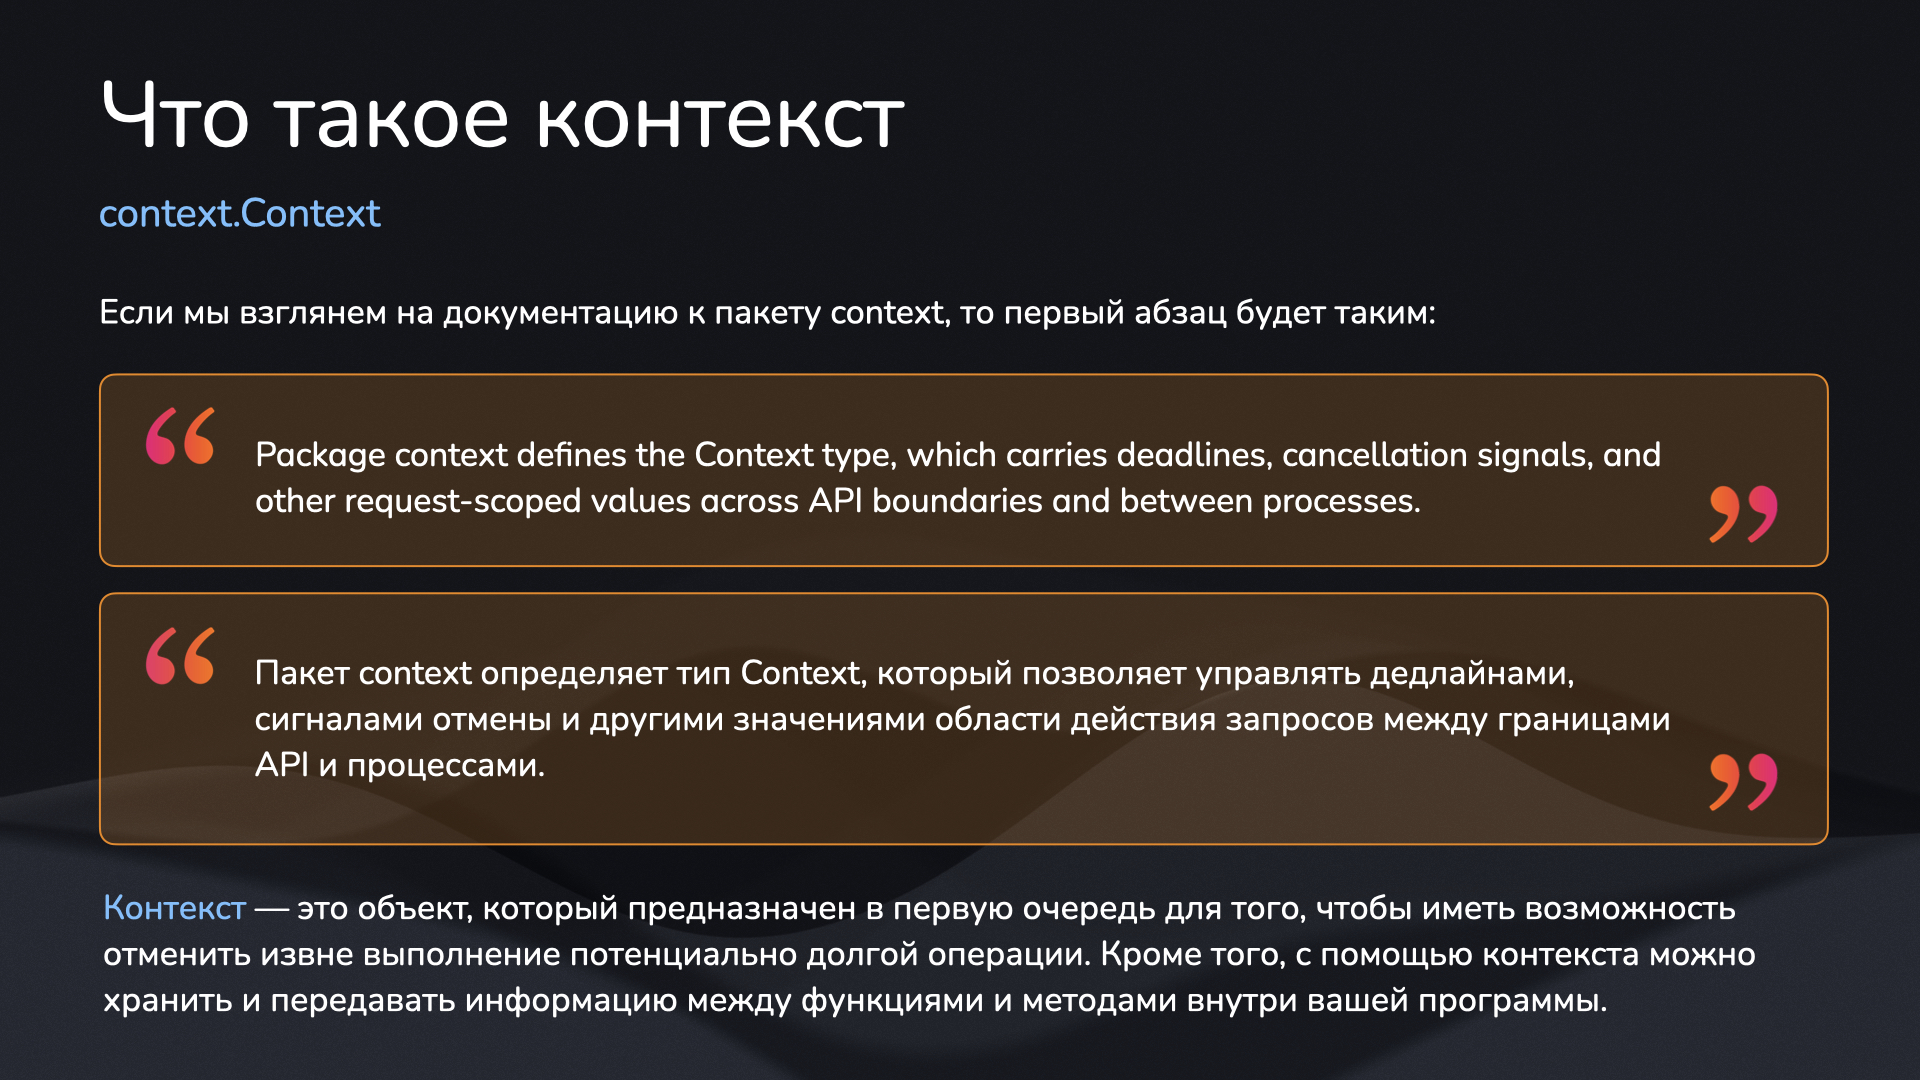 Что такое контекст
context.Context
Если мы взглянем на документацию к пакету context, то первый абзац будет таким:
“
Package context defines the Context type, which carries deadlines, cancellation signals, and
other request-scoped values across API boundaries and between processes.
”
“
Пакет context определяет тип Context, который позволяет управлять дедлайнами,
сигналами отмены и другими значениями области действия запросов между границами
API и процессами.
”
Контекст — это объект, который предназначен в первую очередь для того, чтобы иметь возможность
отменить извне выполнение потенциально долгой операции. Кроме того, с помощью контекста можно
хранить и передавать информацию между функциями и методами внутри вашей программы.